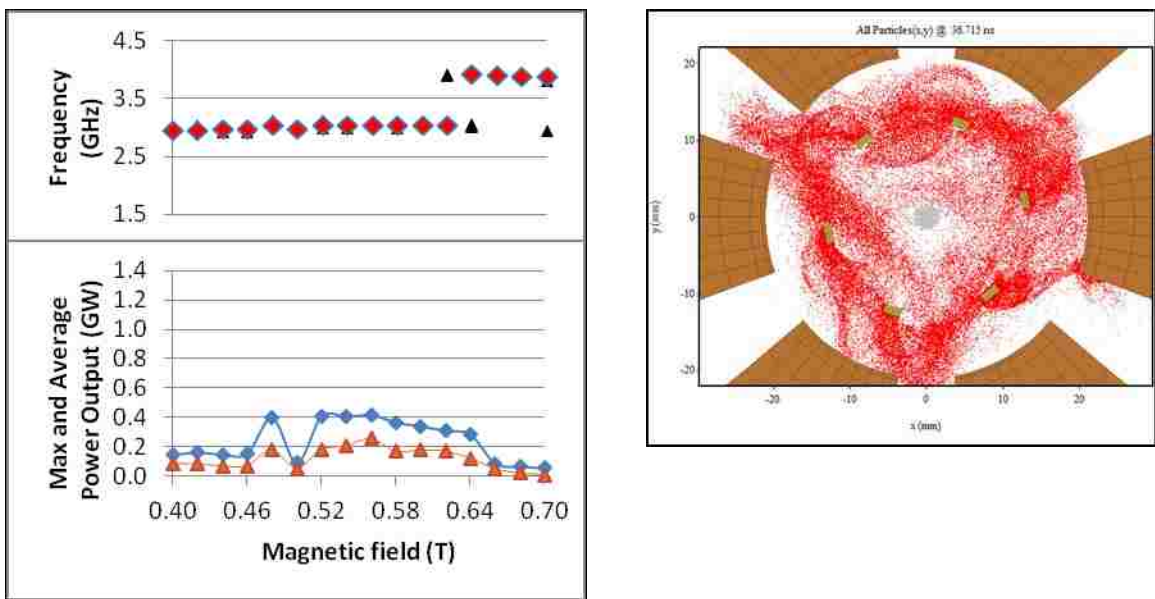 4.5
3.5
2.5
1.5
Frequency
(GHz)
1.4
1.2
1.0
0.8
0.6
0.4
0.2
0.0
Max and Average
Power Output (GW)
0.40 0.46 0.52 0.58 0.64 0.70
Magnetic field (T)
All Particles(x,y) @ 36.715 ns
20
10
0
-10
-20
y (mm)
-20 -10 0 10 20
x (mm)